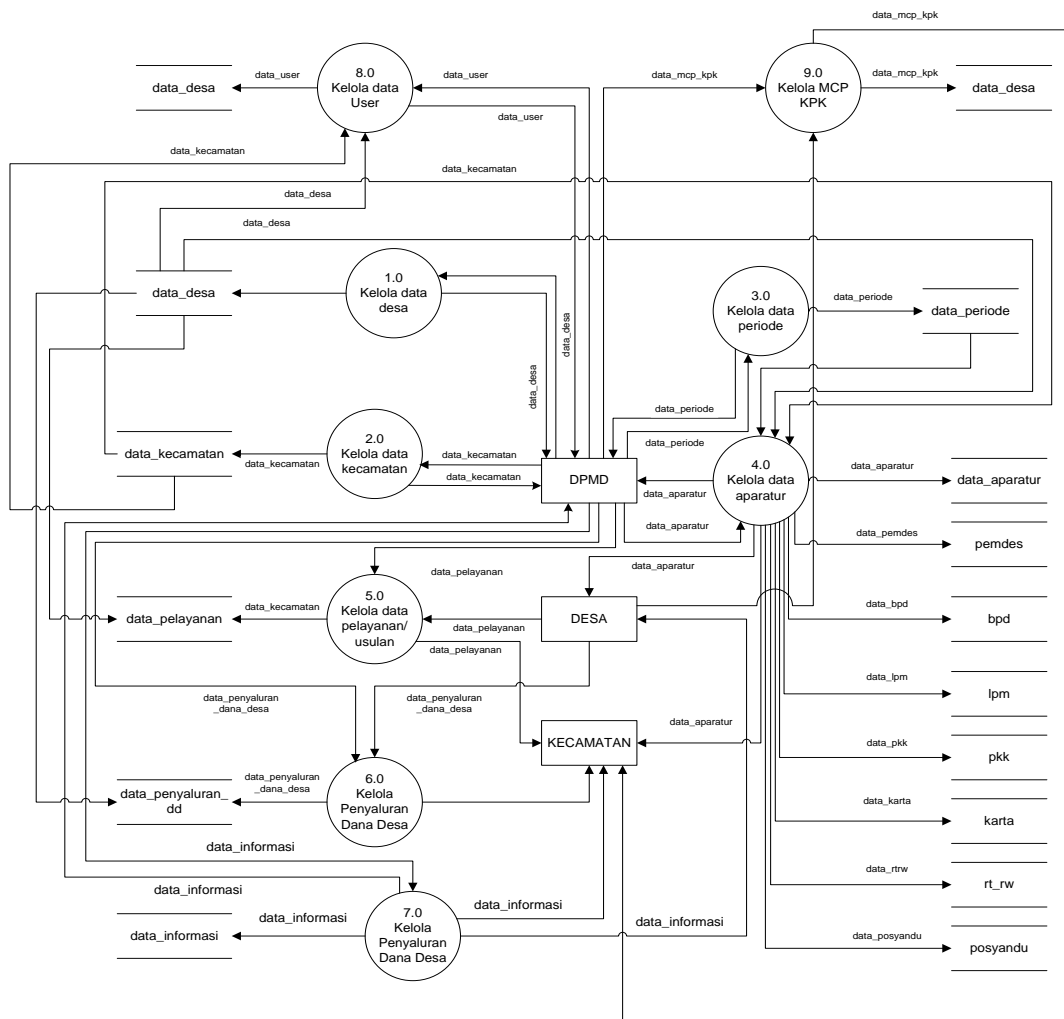 data_mcp_kpk
8.0
Kelola data
User
9.0
Kelola MCP
KPK
data_desa
data_user
data_user
data_mcp_kpk
data_mcp_kpk
data_desa
data_user
data_kecamatan
data_kecamatan
data_desa
data_desa
1.0
Kelola data
desa
3.0
Kelola data
periode
data_desa
data_periode
data_periode
data_desa
data_desa
data_periode
2.0
Kelola data
kecamatan
data_kecamatan
data_kecamatan
data_kecamatan
data_kecamatan
data_periode
DPMD
4.0
Kelola data
aparatur
data_aparatur
data_aparatur
data_aparatur
data_aparatur
data_pemdes
pemdes
data_pelayanan
data_aparatur
5.0
Kelola data
pelayanan/
usulan
data_pelayanan
data_kecamatan
data_pelayanan
data_pelayanan
DESA
data_bpd
bpd
data_penyaluran
_dana_desa
data_penyaluran
_dana_desa
data_lpm
lpm
KECAMATAN
data_aparatur
data_pkk
pkk
6.0
Kelola
Penyaluran
Dana Desa
data_penyaluran_
dd
data_penyaluran
_dana_desa
data_karta
karta
data_informasi
data_informasi
data_rtrw
rt_rw
7.0
Kelola
Penyaluran
Dana Desa
data_informasi
data_informasi
data_informasi
data_informasi
data_posyandu
posyandu